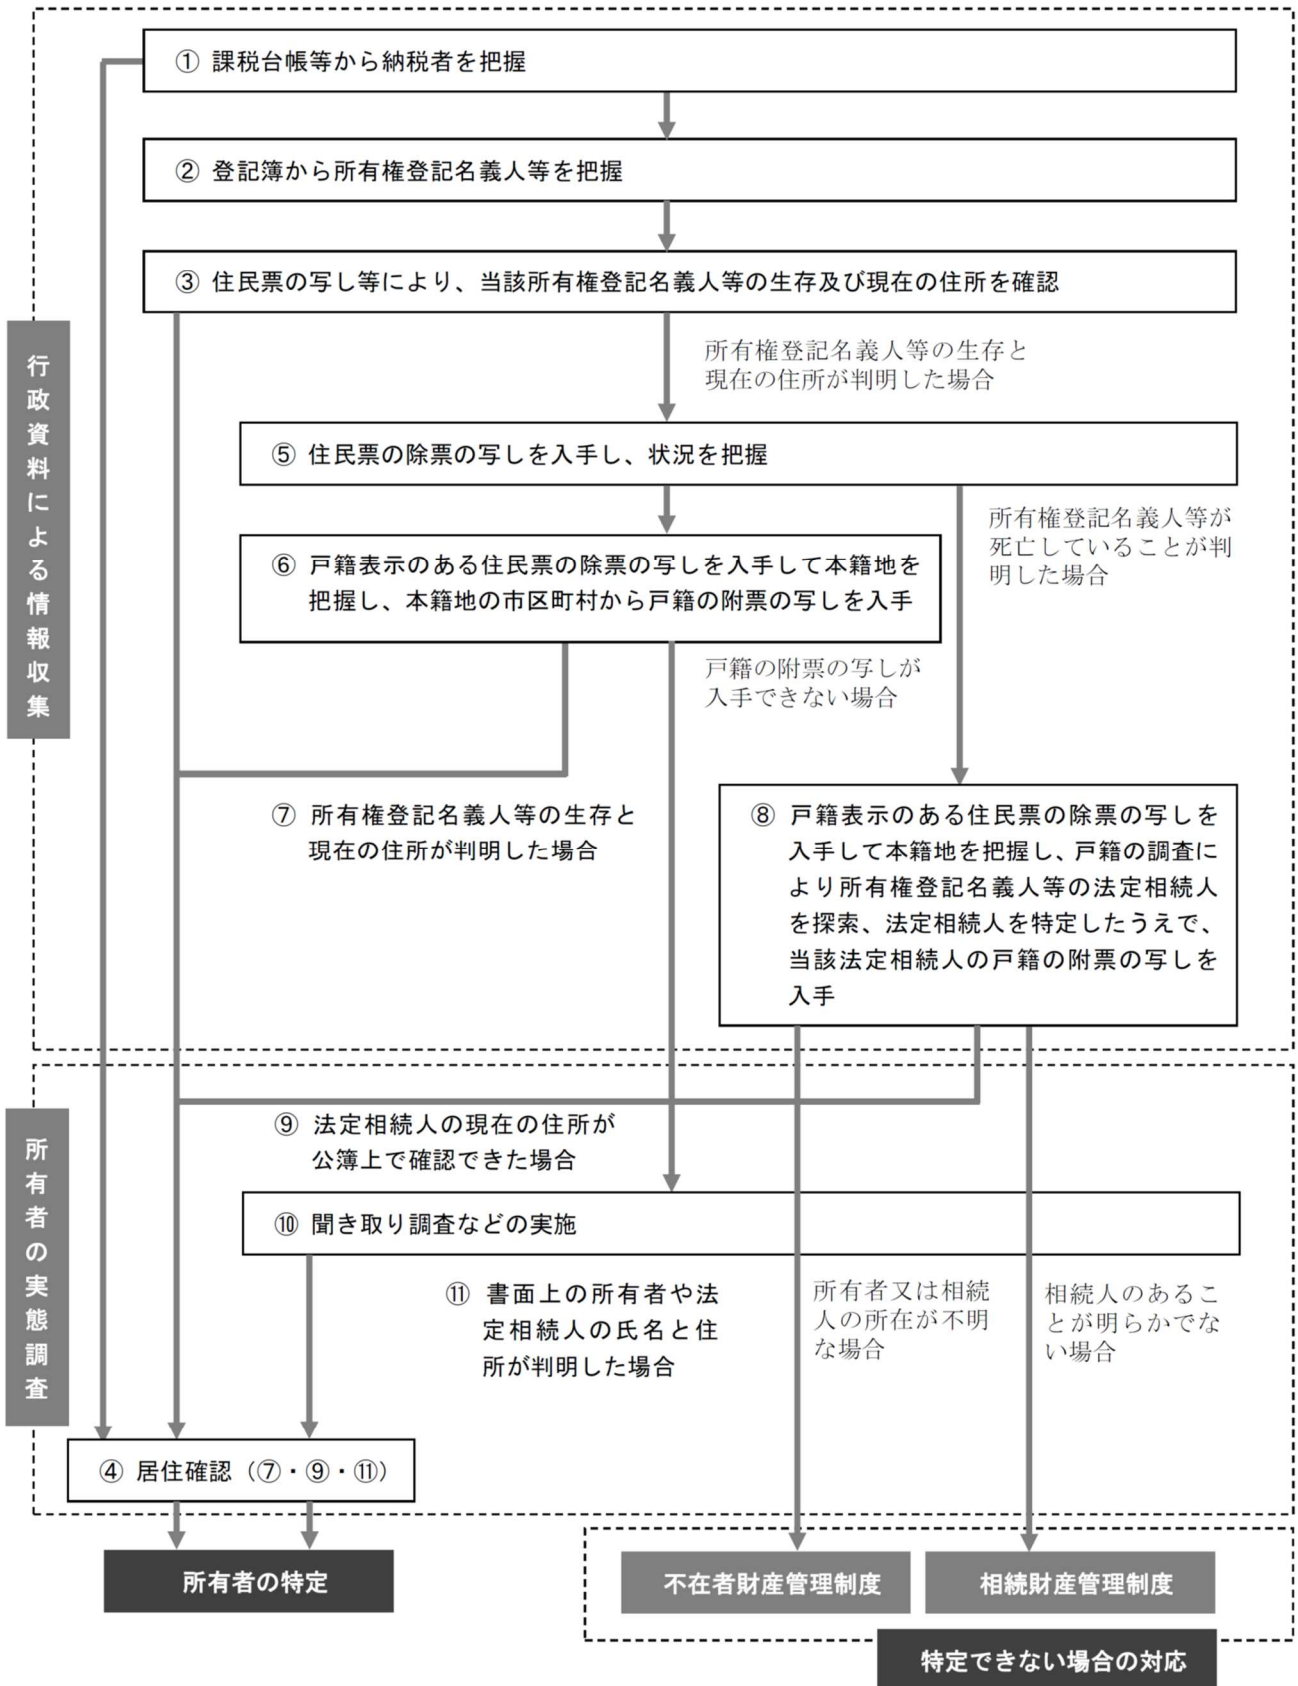 ① 課税台帳等から納税者を把握
② 登記簿から所有権登記名義人等を把握
③ 住民票の写し等により、当該所有権登記名義人等の生存及び現在の住所を確認
所有権登記名義人等の生存と
現在の住所が判明した場合
行政資料による情報収集
⑤ 住民票の除票の写しを入手し、状況を把握
所有権登記名義人等が
死亡していることが判
明した場合
⑥ 戸籍表示のある住民票の除票の写しを入手して本籍地を
把握し、本籍地の市区町村から戸籍の附票の写しを入手
戸籍の附票の写しが
入手できない場合
⑦ 所有権登記名義人等の生存と
現在の住所が判明した場合
⑧ 戸籍表示のある住民票の除票の写しを
入手して本籍地を把握し、戸籍の調査に
より所有権登記名義人等の法定相続人
を探索、法定相続人を特定したうえで、
当該法定相続人の戸籍の附票の写しを
入手
所有者の実態調査
⑨ 法定相続人の現在の住所が
公簿上で確認できた場合
⑩ 聞き取り調査などの実施
⑪ 書面上の所有者や法
定相続人の氏名と住
所が判明した場合
所有者又は相続
人の所在が不明
な場合
相続人のあるこ
とが明らかでな
い場合
④ 居住確認（⑦・⑨・⑪）
所有者の特定
不在者財産管理制度
相続財産管理制度
特定できない場合の対応